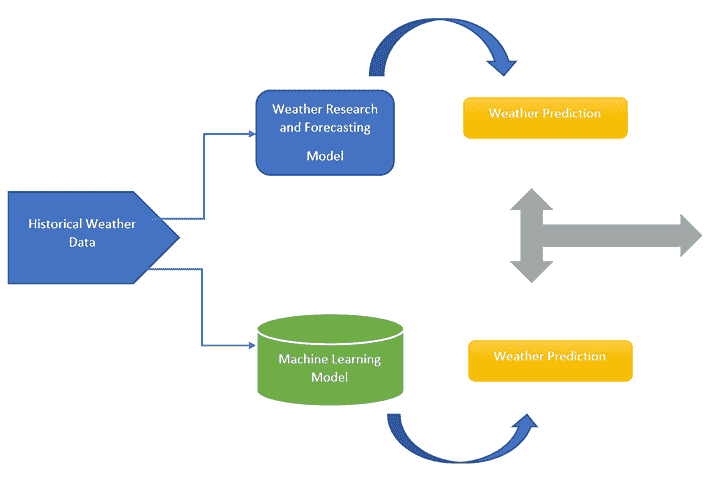 Weather Research
and Forecasting
Model
Weather Prediction
Historical Weather
Data
Machine Learning
Model
Weather Prediction